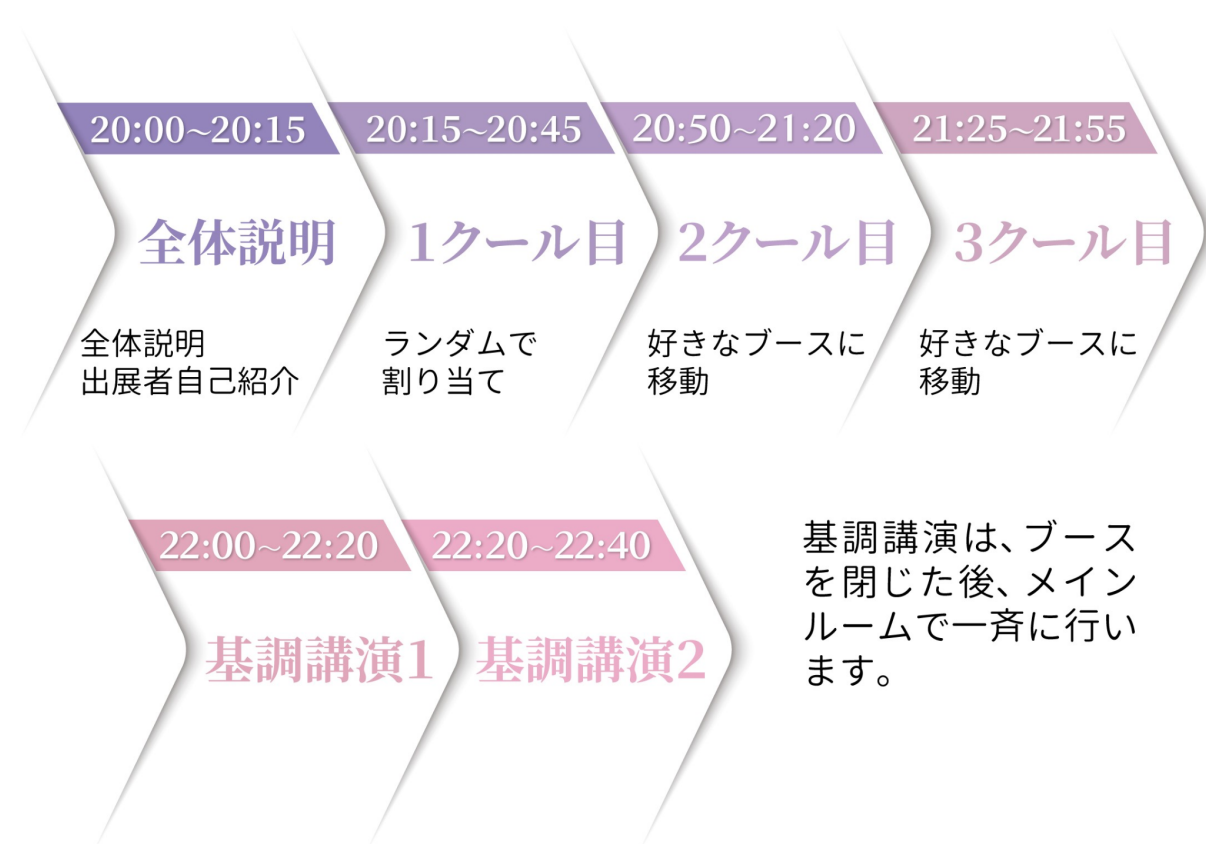 20:00~20:15
全体説明
全体説明
出展者自己紹介
20:15~20:45
1クール目
ランダムで
割り当て
20:50~21:20
2クール目
好きなブースに
移動
21:25~21:55
3クール目
好きなブースに
移動
22:00~22:20
基調講演1
22:20~22:40
基調講演2
基調講演は、ブース
を閉じた後、メイン
ルームで一斉に行い
ます。